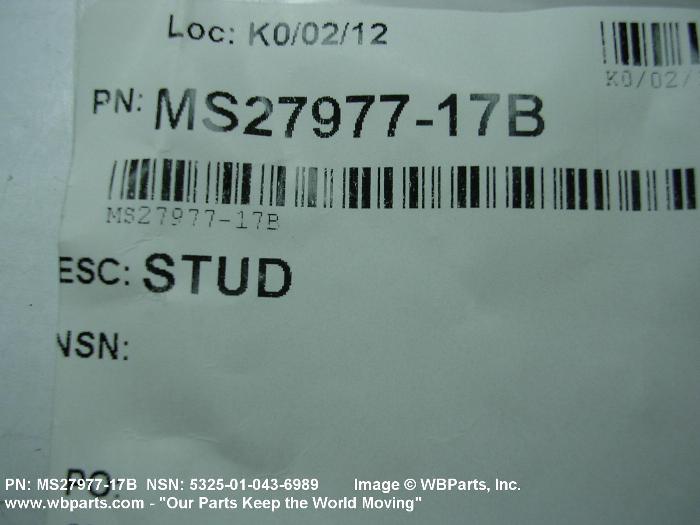 Loc: K0/02/12
K0/02/
PN: MS27977-17B
MS27977-17B
ESC: STUD
NSN:
PO:
PN: MS27977-17B NSN: 5325-01-043-6989 Image © WBParts, Inc.
www.wbparts.com - "Our Parts Keep the World Moving"